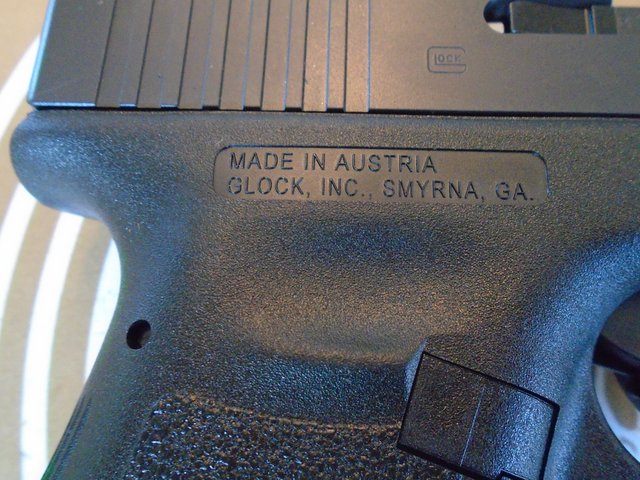 GLOCK
MADE IN AUSTRIA
GLOCK, INC., SMYRNA, GA.